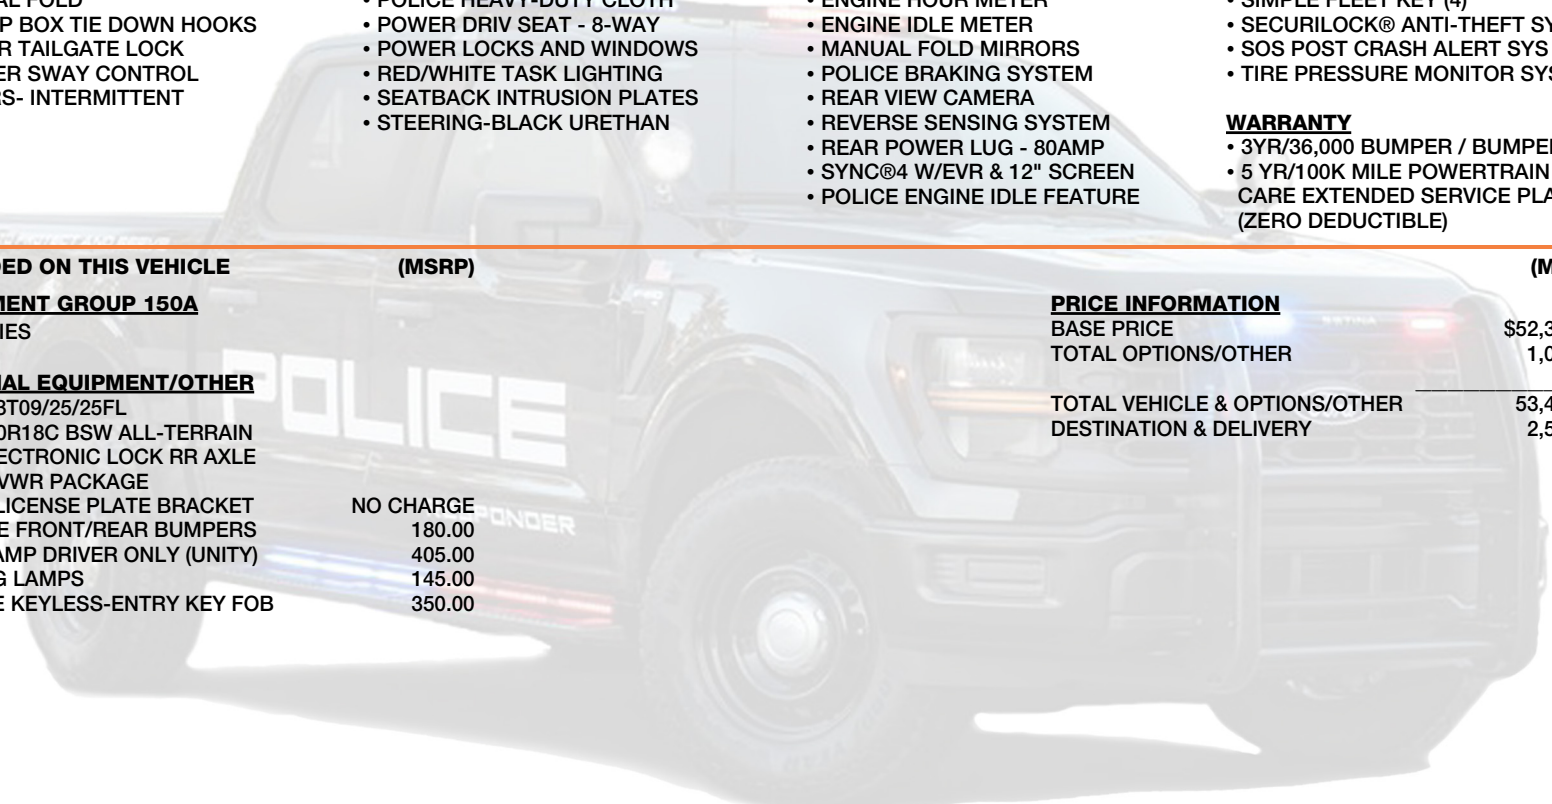 AL FOLD
P BOX TIE DOWN HOOKS
R TAILGATE LOCK
ER SWAY CONTROL
RS- INTERMITTENT
• POLICE HEAVY-DUTY CLOTH
• POWER DRIV SEAT - 8-WAY
• POWER LOCKS AND WINDOWS
• RED/WHITE TASK LIGHTING
• SEATBACK INTRUSION PLATES
• STEERING-BLACK URETHAN
• ENGINE HOUR METER
• ENGINE IDLE METER
• MANUAL FOLD MIRRORS
• POLICE BRAKING SYSTEM
• REAR VIEW CAMERA
• REVERSE SENSING SYSTEM
• REAR POWER LUG - 80AMP
• SYNC®4 W/EVR & 12" SCREEN
• POLICE ENGINE IDLE FEATURE
• SIMPLE FLEET KEY (4)
• SECURILOCK® ANTI-THEFT SY
• SOS POST CRASH ALERT SYS
• TIRE PRESSURE MONITOR SYS
WARRANTY
• 3YR/36,000 BUMPER / BUMPER
• 5 YR/100K MILE POWERTRAIN
CARE EXTENDED SERVICE PLA
(ZERO DEDUCTIBLE)
DED ON THIS VEHICLE (MSRP)
MENT GROUP 150A
IES
NAL EQUIPMENT/OTHER
BT09/25/25FL
0R18C BSW ALL-TERRAIN
ECTRONIC LOCK RR AXLE
VWR PACKAGE
LICENSE PLATE BRACKET NO CHARGE
E FRONT/REAR BUMPERS 180.00
AMP DRIVER ONLY (UNITY) 405.00
G LAMPS 145.00
E KEYLESS-ENTRY KEY FOB 350.00
(M
PRICE INFORMATION
BASE PRICE $52,3
TOTAL OPTIONS/OTHER 1,0
TOTAL VEHICLE & OPTIONS/OTHER 53,4
DESTINATION & DELIVERY 2,5
POLICE
PONDER
SETINA